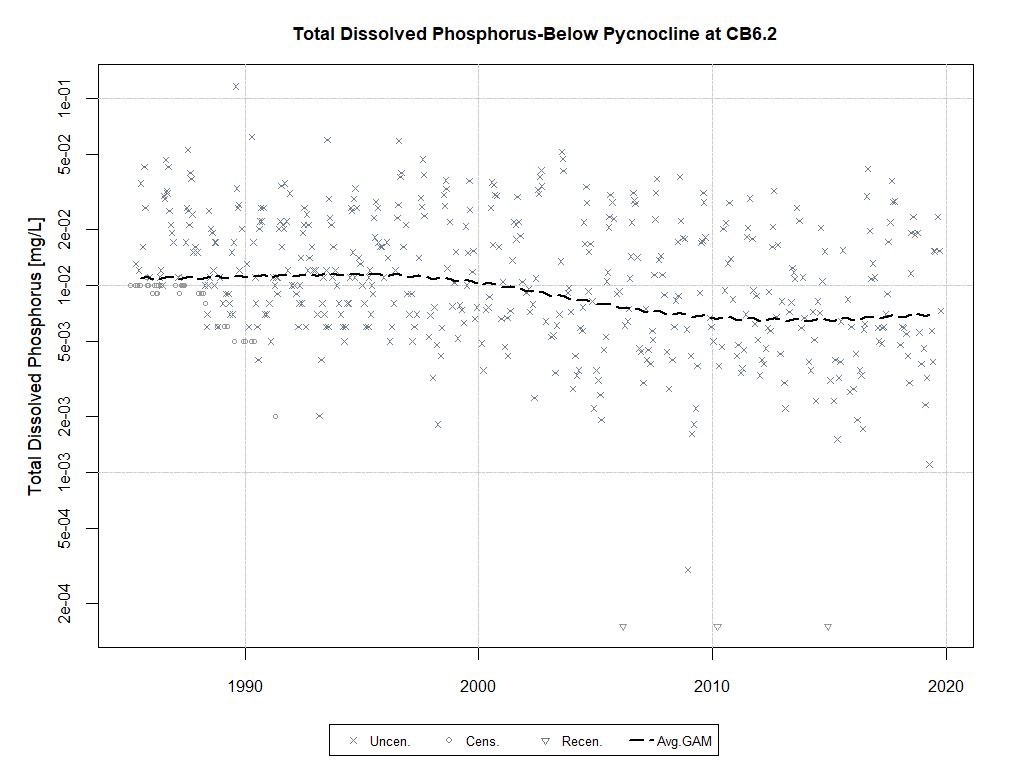 Total Dissolved Phosphorus-Below Pycnocline at CB6.2
Total Dissolved Phosphorus [mg/L]
1e-01
5e-02
2e-02
1e-02
5e-03
2e-03
1e-03
5e-04
2e-04
1990 2000 2010 2020
Uncen. Cens. Recen. Avg.GAM